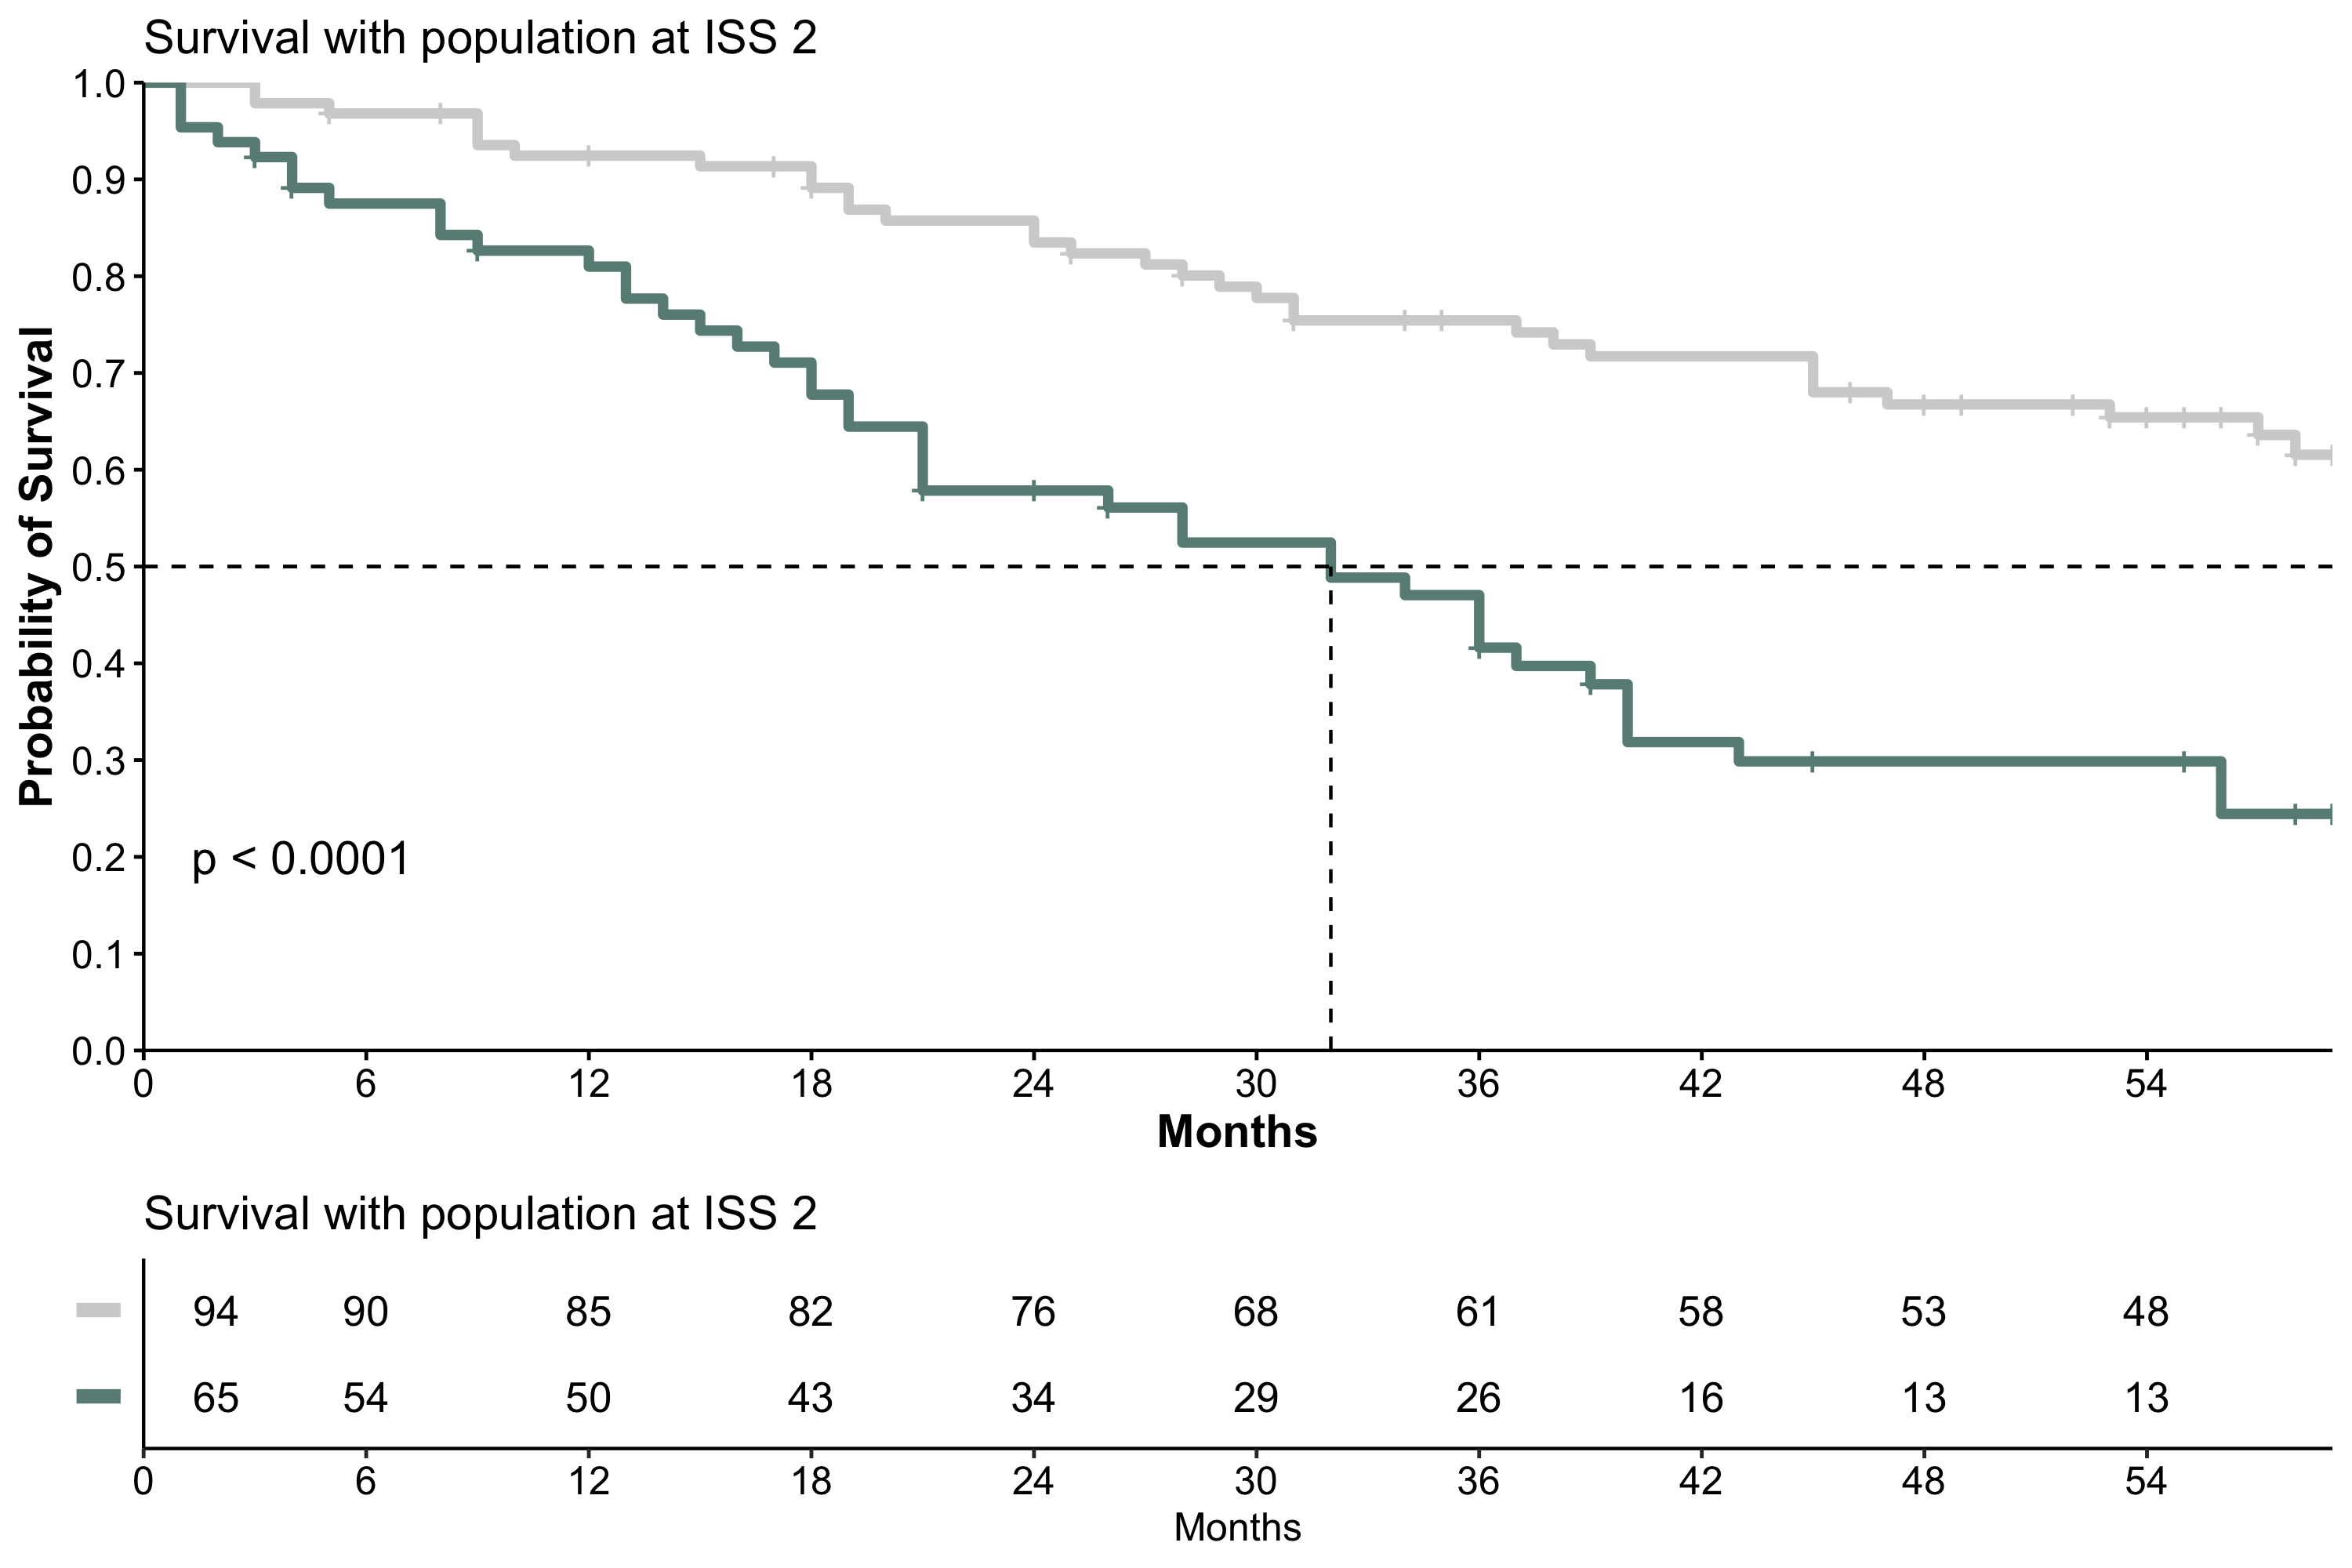 Survival with population at ISS 2
1.0
0.9
0.8
0.7
0.6
0.5
0.4
0.3
0.2
0.1
0.0
Probability of Survival
p < 0.0001
0 6 12 18 24 30 36 42 48 54
Months
Survival with population at ISS 2
94 90 85 82 76 68 61 58 53 48
65 54 50 43 34 29 26 16 13 13
0 6 12 18 24 30 36 42 48 54
Months